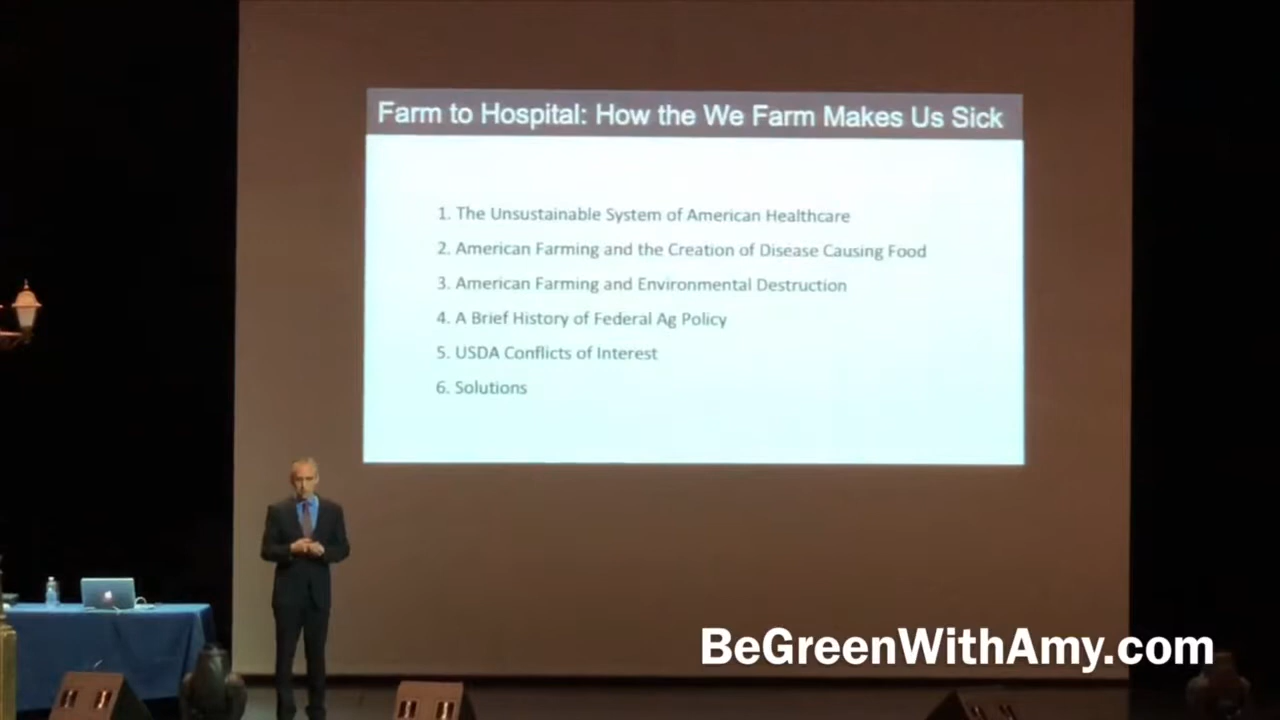 Farm to Hospital: How the We Farm Makes Us Sick
1. The Unsustainable System of American Healthcare
2. American Farming and the Creation of Disease Causing Food
3. American Farming and Environmental Destruction
4. A Brief History of Federal Ag Policy
5. USDA Conflicts of Interest
6. Solutions
BeGreenWithAmy.com